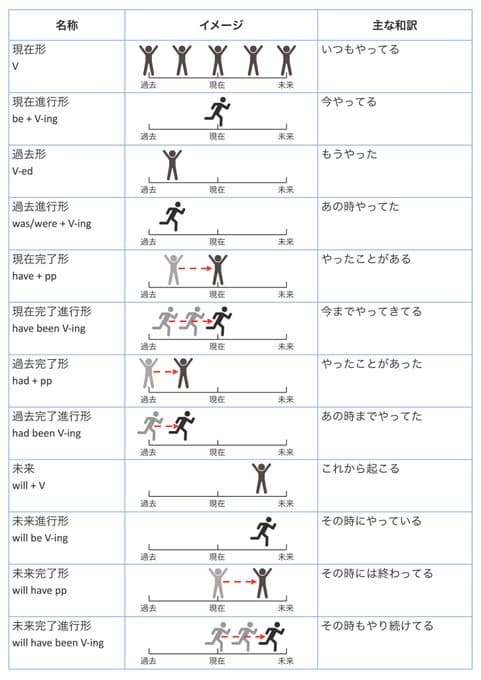 名称 イメージ 主な和訳
現在形 いつもやってる
V
過去 現在 未来
現在進行形 今やってる
be + V-ing
過去 現在 未来
過去形 もうやった
V-ed
過去 現在 未来
過去進行形 あの時やってた
was/were + V-ing
過去 現在 未来
現在完了形 やったことがある
have + pp
過去 現在 未来
現在完了進行形 今までやってきてる
have been V-ing
過去 現在 未来
過去完了形 やったことがあった
had + pp
過去 現在 未来
過去完了進行形 あの時までやってた
had been V-ing
過去 現在 未来
未来 これから起こる
will + V
過去 現在 未来
未来進行形 その時にやっている
will be V-ing
過去 現在 未来
未来完了形 その時には終わってる
will have pp
過去 現在 未来
未来完了進行形 その時もやり続けてる
will have been V-ing
過去 現在 未来